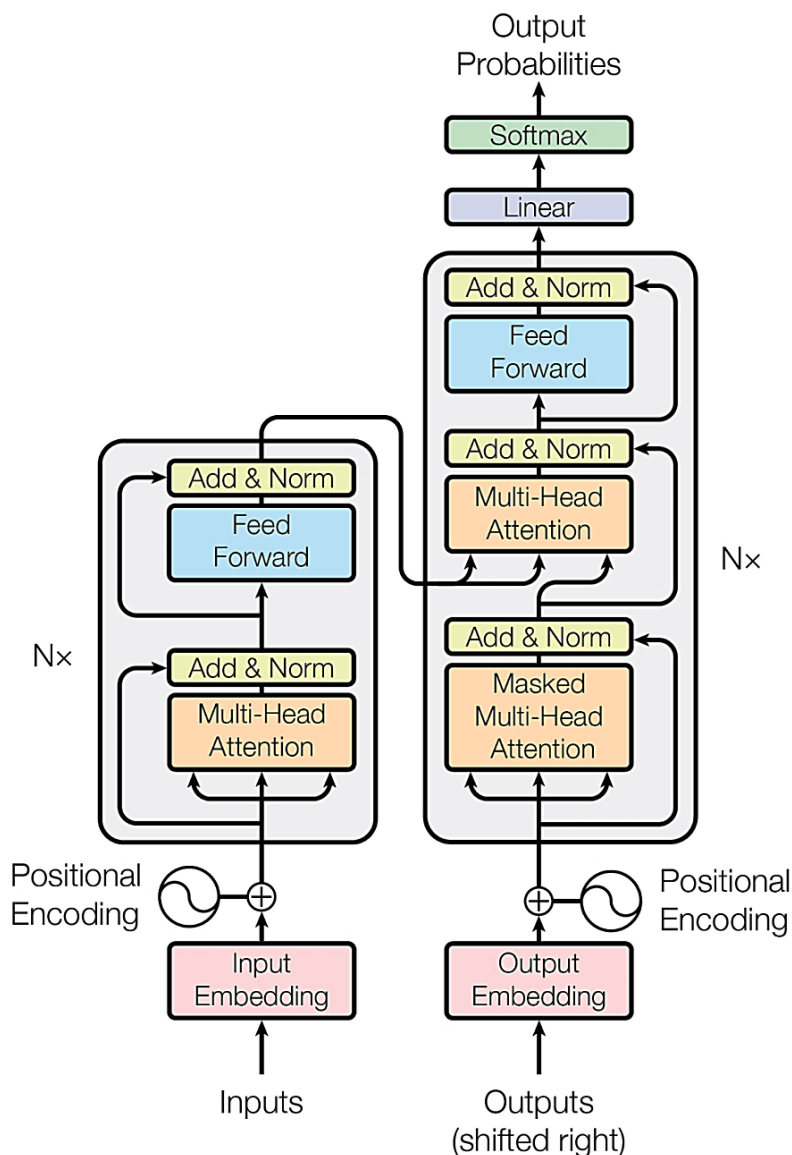 Output
Probabilities
Softmax
Linear
Add & Norm
Feed
Forward
Add & Norm
Multi-Head
Attention
Nx
Add & Norm
Masked
Multi-Head
Attention
Positional
Encoding
Output
Embedding
Outputs
(shifted right)
Add & Norm
Feed
Forward
Nx
Add & Norm
Multi-Head
Attention
Positional
Encoding
Input
Embedding
Inputs